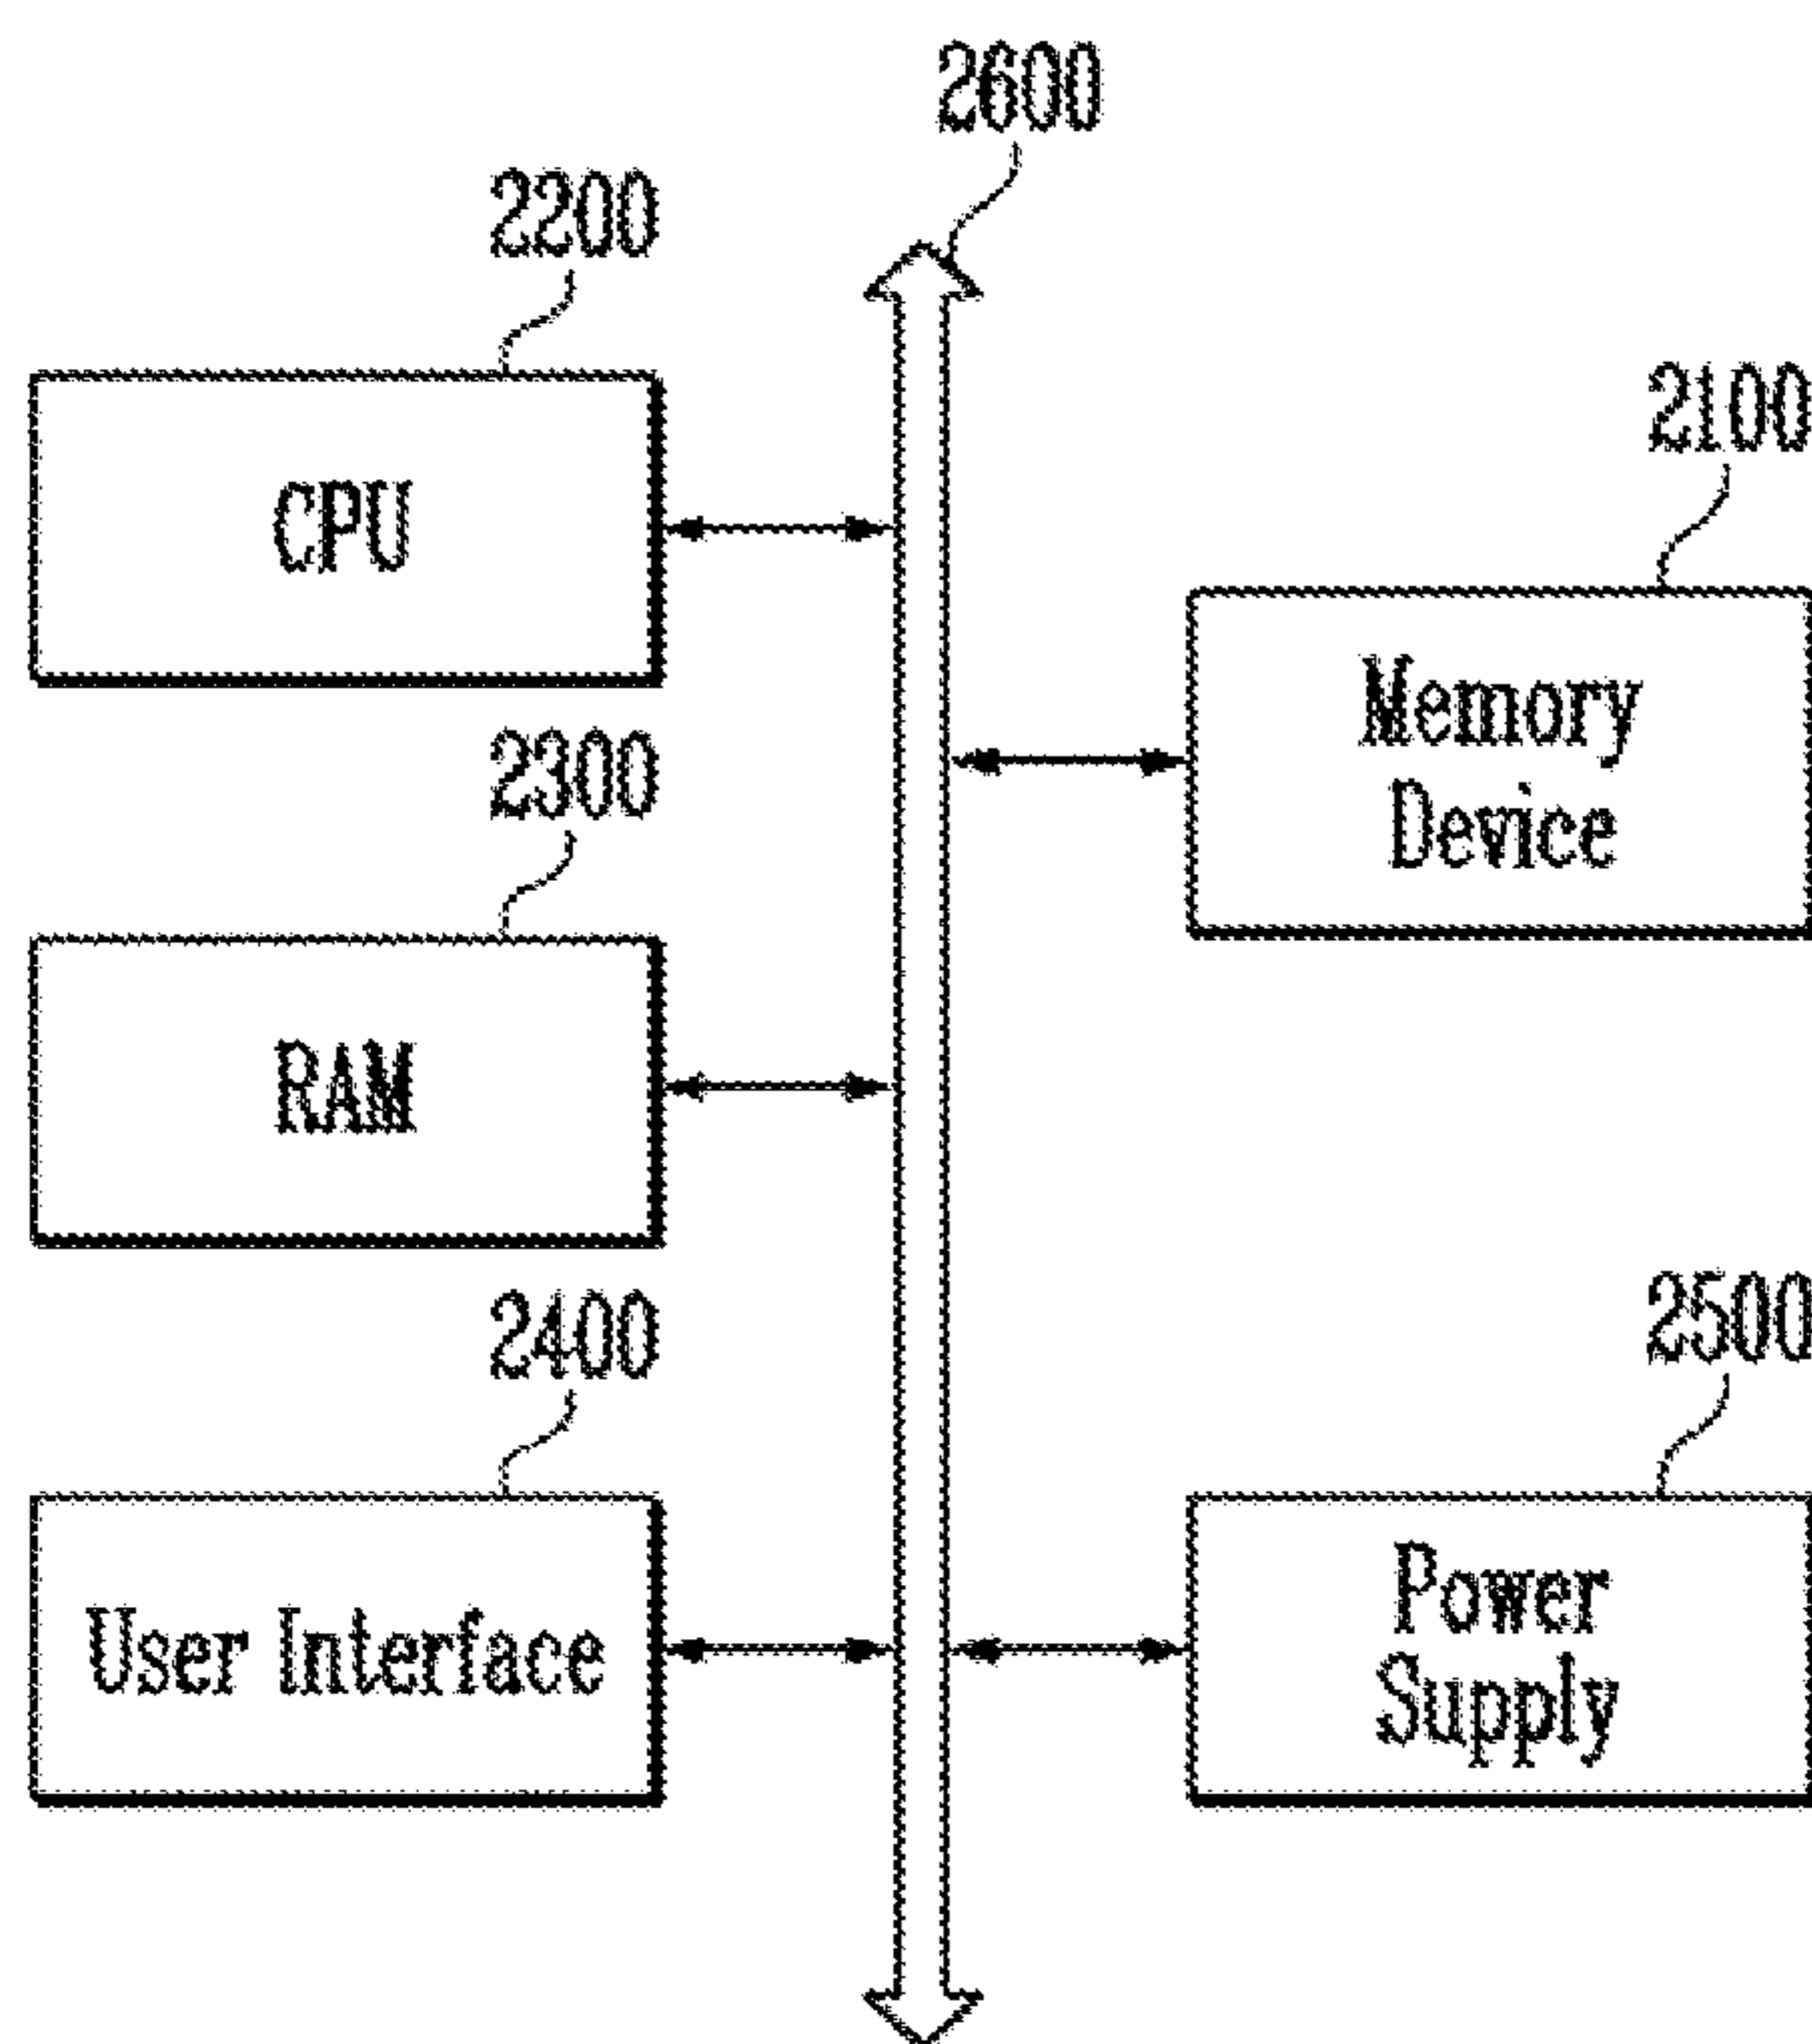 2600
2200
CPU
2100
Memory
Device
2300
RAM
2400
User Interface
2500
Power
Supply